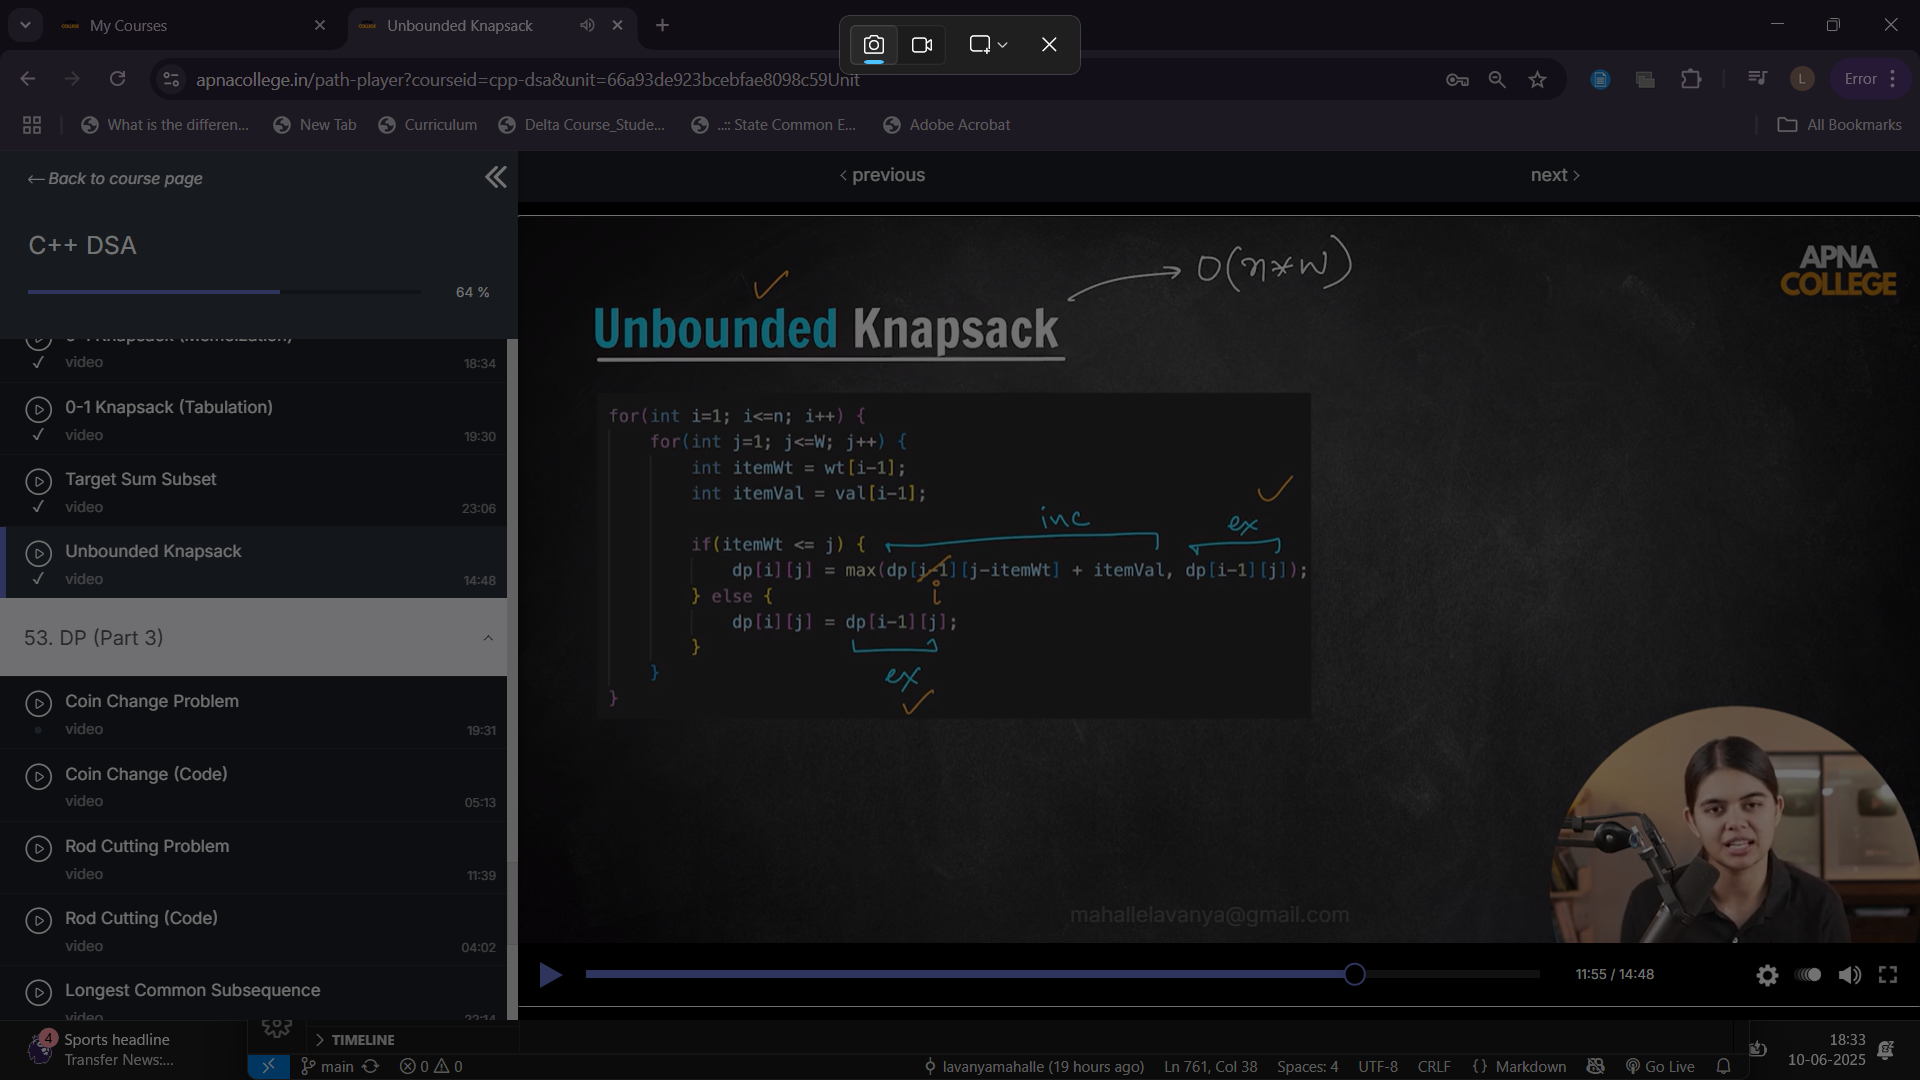 My Courses
Unbounded Knapsack
apnacollege.in/path-player?courseid=cpp-dsa&unit=66a93de923bcebfae8098c59Unit
L
Error
What is the differen...
New Tab
Curriculum
Delta Course_Stude...
..:: State Common E...
Adobe Acrobat
All Bookmarks
← Back to course page
‹ previous
next ›
C++ DSA
64 %
video
18:34
0-1 Knapsack (Tabulation)
video
19:30
Target Sum Subset
video
23:06
Unbounded Knapsack
video
14:48
53. DP (Part 3)
Coin Change Problem
video
19:31
Coin Change (Code)
video
05:13
Rod Cutting Problem
video
11:39
Rod Cutting (Code)
video
04:02
Longest Common Subsequence
video
O(n*W)
APNA
COLLEGE
Unbounded Knapsack
for(int i=1; i<=n; i++) {
for(int j=1; j<=W; j++) {
int itemWt = wt[i-1];
int itemVal = val[i-1];
inc
ex
if(itemWt <= j) {
dp[i][j] = max(dp[i-1][j-itemWt] + itemVal, dp[i-1][j]);
i
} else {
dp[i][j] = dp[i-1][j];
}
ex
}
}
mahallelavanya@gmail.com
11:55 / 14:48
4
Sports headline
Transfer News:...
TIMELINE
main
0
0
lavanyamahalle (19 hours ago)
Ln 761, Col 38
Spaces: 4
UTF-8
CRLF
{ } Markdown
Go Live
18:33
10-06-2025